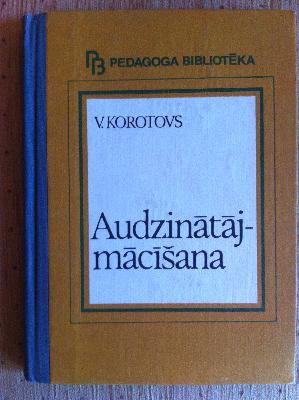 PB PEDAGOGA BIBLIOTĒKA
V. KOROTOVS
Audzinātāj-
mācīšana